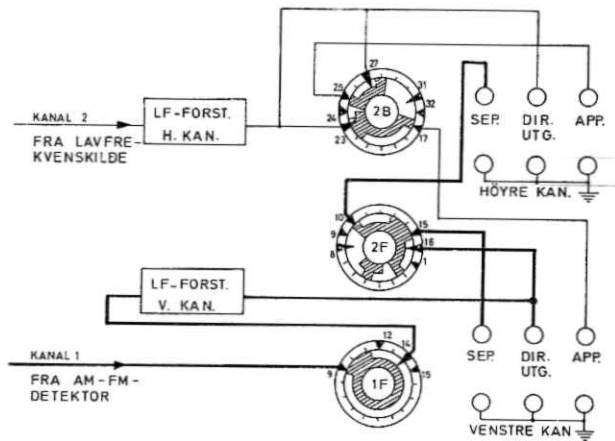 27
25
31
2B
32
24
23
17
KANAL 2
FRA LAVFRE-
KVENSKILDE
LF-FORST.
H. KAN.
SEP.
DIR.
UTG.
APP.
HÖYRE KAN.
10
9
8
2F
15
16
1
LF-FORST.
V. KAN.
KANAL 1
FRA AM-FM-
DETEKTOR
12
14
9
15
1F
SEP.
DIR.
UTG.
APP.
VENSTRE KAN